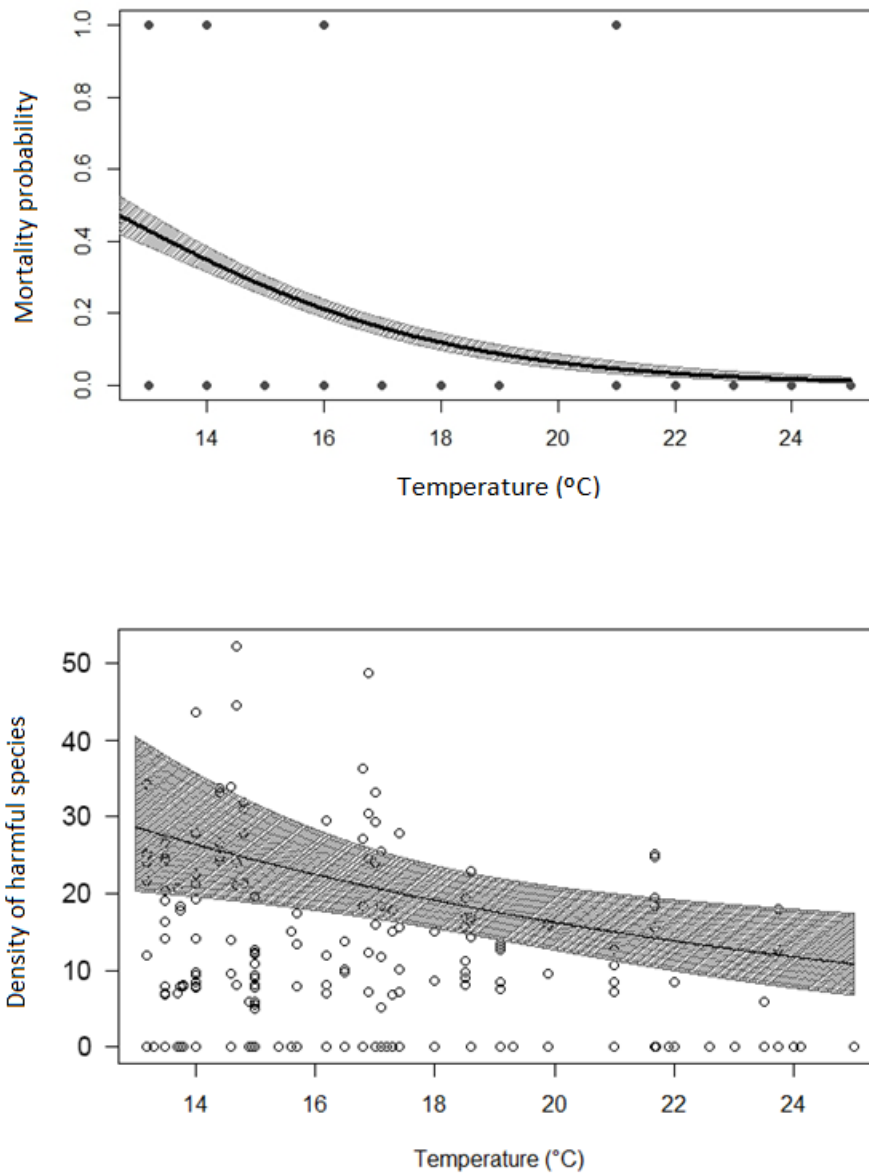 1.0
0.8
0.6
0.4
0.2
0.0
Mortality probability
14 16 18 20 22 24
Temperature (ºC)
50
40
30
20
10
0
Density of harmful species
14 16 18 20 22 24
Temperature (°C)